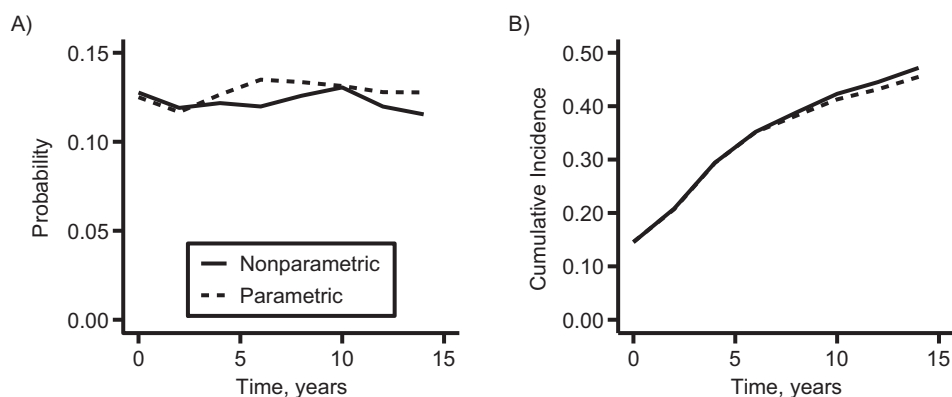 A)
0.15
0.10
0.05
0.00
Probability
Nonparametric
Parametric
0 5 10 15
Time, years
B)
0.50
0.40
0.30
0.20
0.10
0.00
Cumulative Incidence
0 5 10 15
Time, years